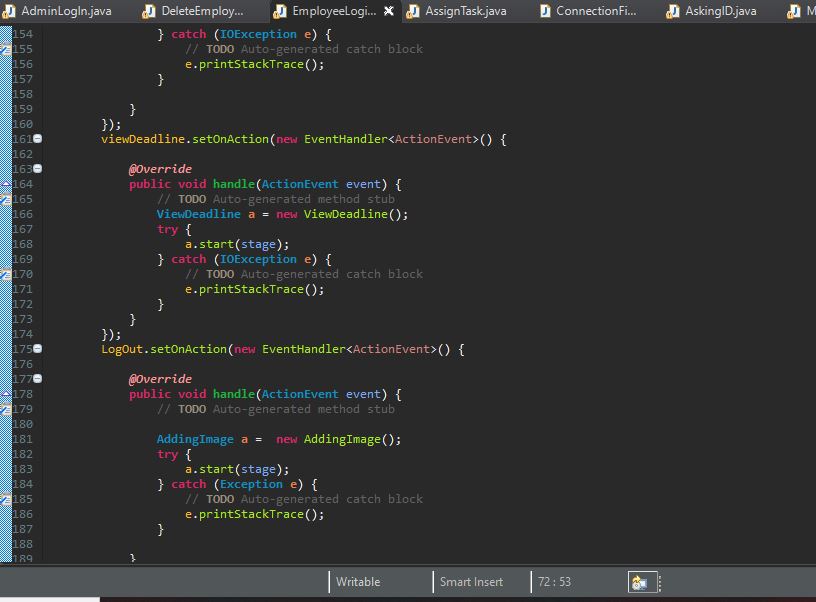 AdminLogIn.java DeleteEmploy... EmployeeLogi... AssignTask.java ConnectionFi... AskingID.java M
154 } catch (IOException e) {
155 // TODO Auto-generated catch block
156 e.printStackTrace();
157 }
158
159 }
160 });
161 viewDeadline.setOnAction(new EventHandler<ActionEvent>() {
162
163 @Override
164 public void handle(ActionEvent event) {
165 // TODO Auto-generated method stub
166 ViewDeadline a = new ViewDeadline();
167 try {
168 a.start(stage);
169 } catch (IOException e) {
170 // TODO Auto-generated catch block
171 e.printStackTrace();
172 }
173 }
174 });
175 LogOut.setOnAction(new EventHandler<ActionEvent>() {
176
177 @Override
178 public void handle(ActionEvent event) {
179 // TODO Auto-generated method stub
180
181 AddingImage a =  new AddingImage();
182 try {
183 a.start(stage);
184 } catch (Exception e) {
185 // TODO Auto-generated catch block
186 e.printStackTrace();
187 }
188
189 }
Writable Smart Insert 72 : 53